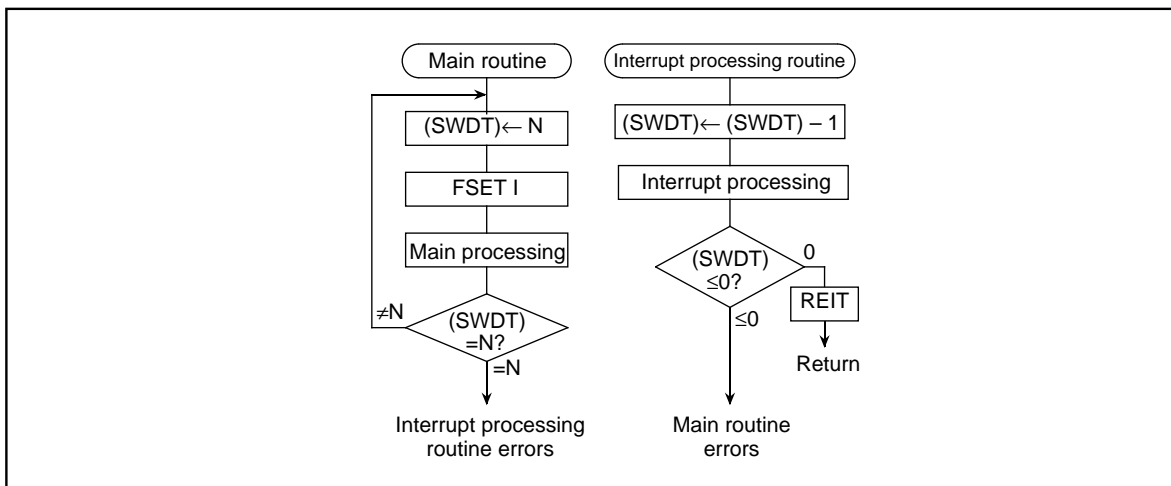 Main routine
(SWDT)← N
FSET I
Main processing
≠N
(SWDT)
=N?
=N
Interrupt processing
routine errors
Interrupt processing routine
(SWDT)← (SWDT) – 1
Interrupt processing
(SWDT)
≤0?
0
REIT
Return
≤0
Main routine
errors